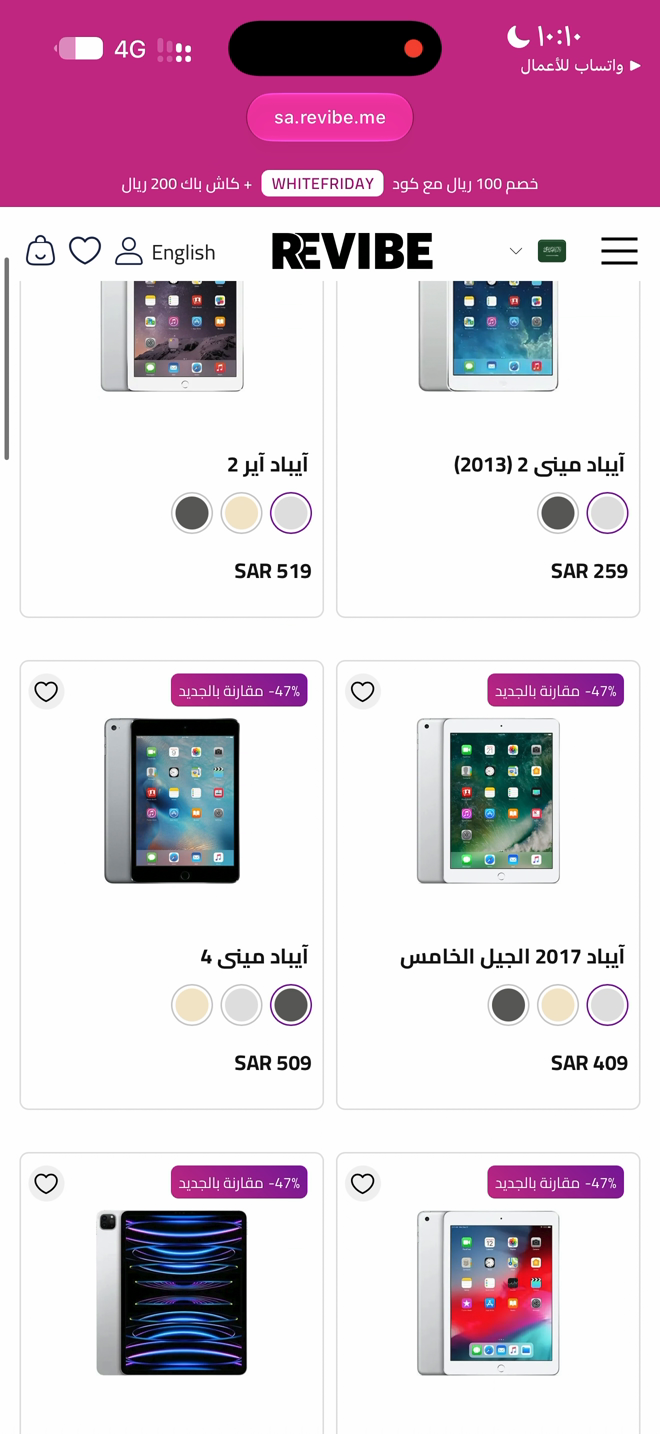 ١٠:١٠
4G
◀ واتساب للأعمال
sa.revibe.me
خصم 100 ريال مع كود WHITEFRIDAY + كاش باك 200 ريال
REVIBE
English
آيباد ميني 2 (2013)
SAR 259
آيباد آير 2
SAR 519
-47% مقارنة بالجديد
آيباد 2017 الجيل الخامس
SAR 409
-47% مقارنة بالجديد
آيباد ميني 4
SAR 509
-47% مقارنة بالجديد
-47% مقارنة بالجديد